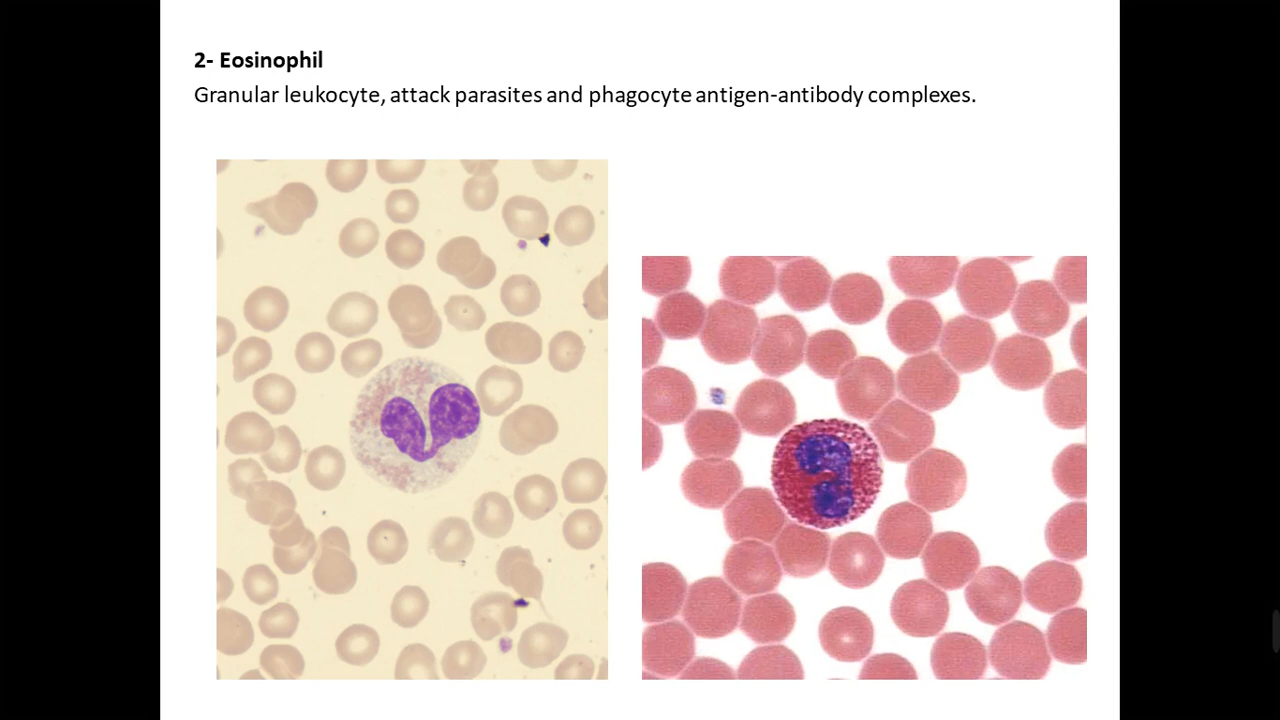 2- Eosinophil
Granular leukocyte, attack parasites and phagocyte antigen-antibody complexes.